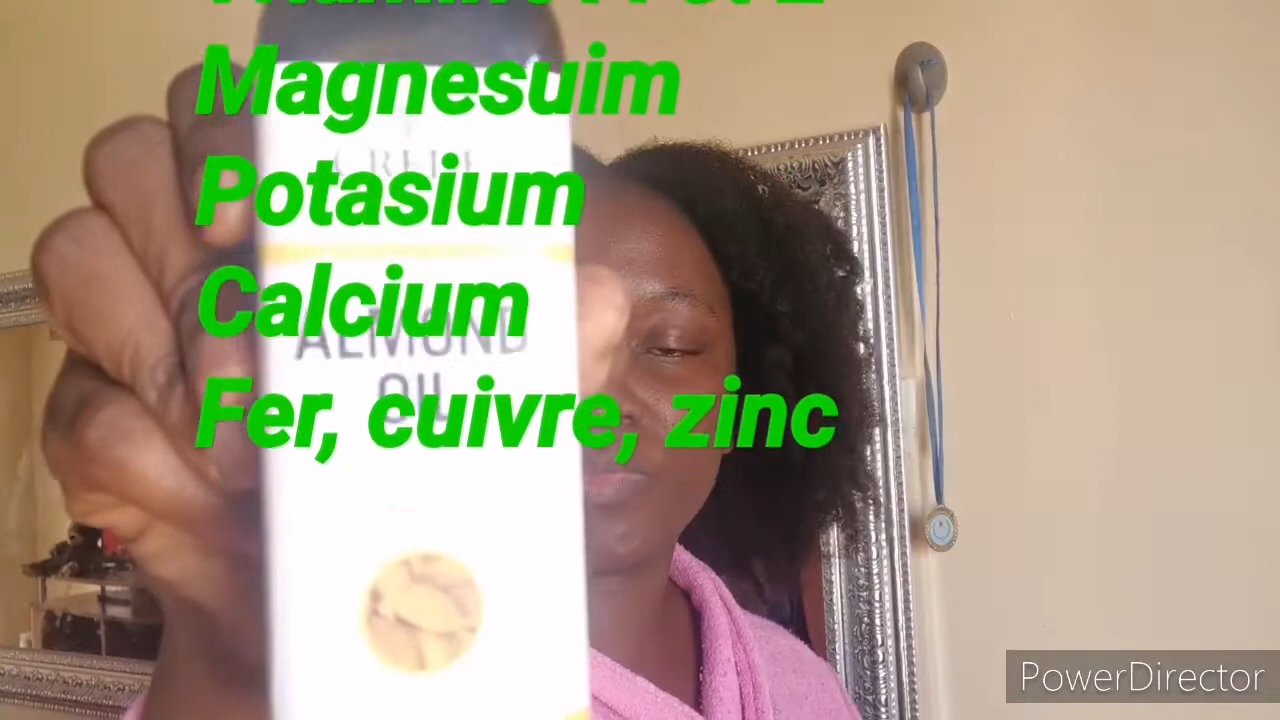 Magnesuim
Potasium
Calcium
ALMOND
OIL
Fer, cuivre, zinc
PowerDirector